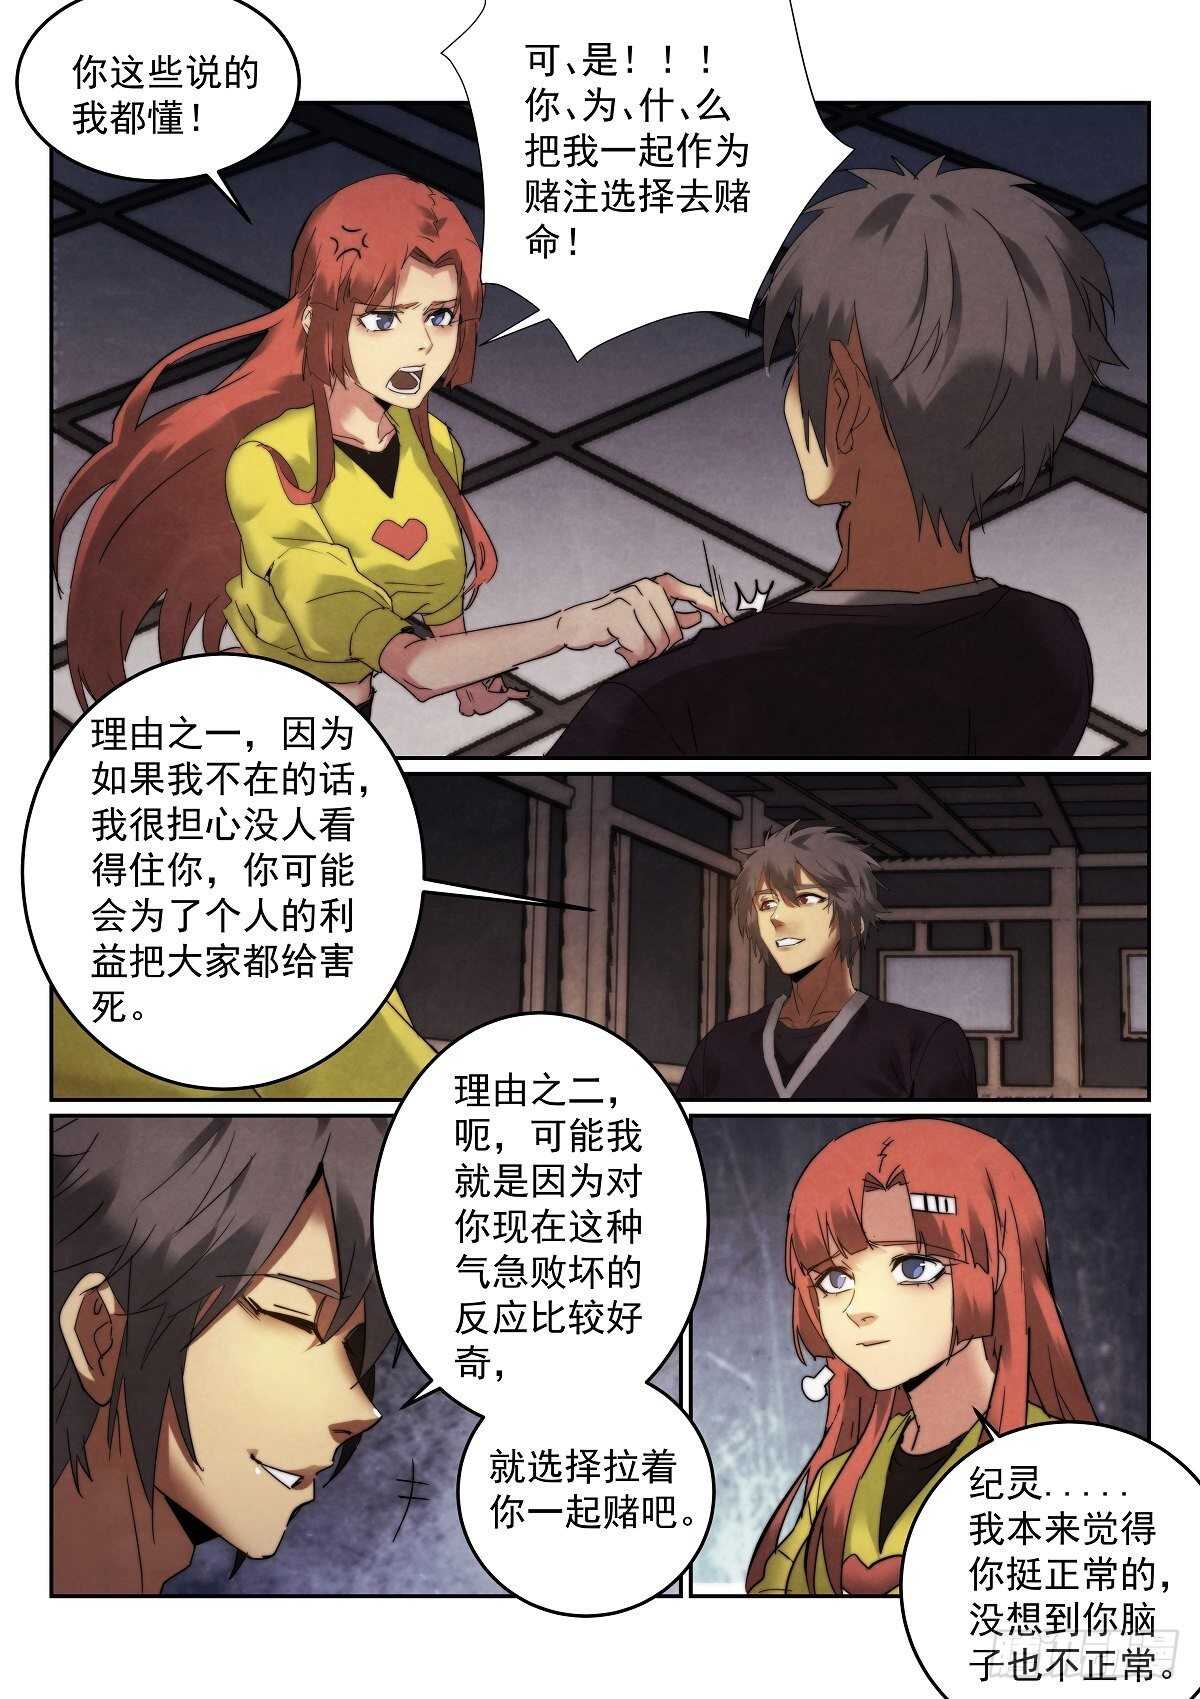 你这些说的
我都懂！
可、是！！！
你、为、什、么
把我一起作为
赌注选择去赌
命！
理由之一，因为
如果我不在的话，
我很担心没人看
得住你，你可能
会为了个人的利
益把大家都给害
死。
理由之二，
呃，可能我
就是因为对
你现在这种
气急败坏的
反应比较好
奇，
就选择拉着
你一起赌吧。
纪灵.....
我本来觉得
你挺正常的，
没想到你脑
子也不正常。